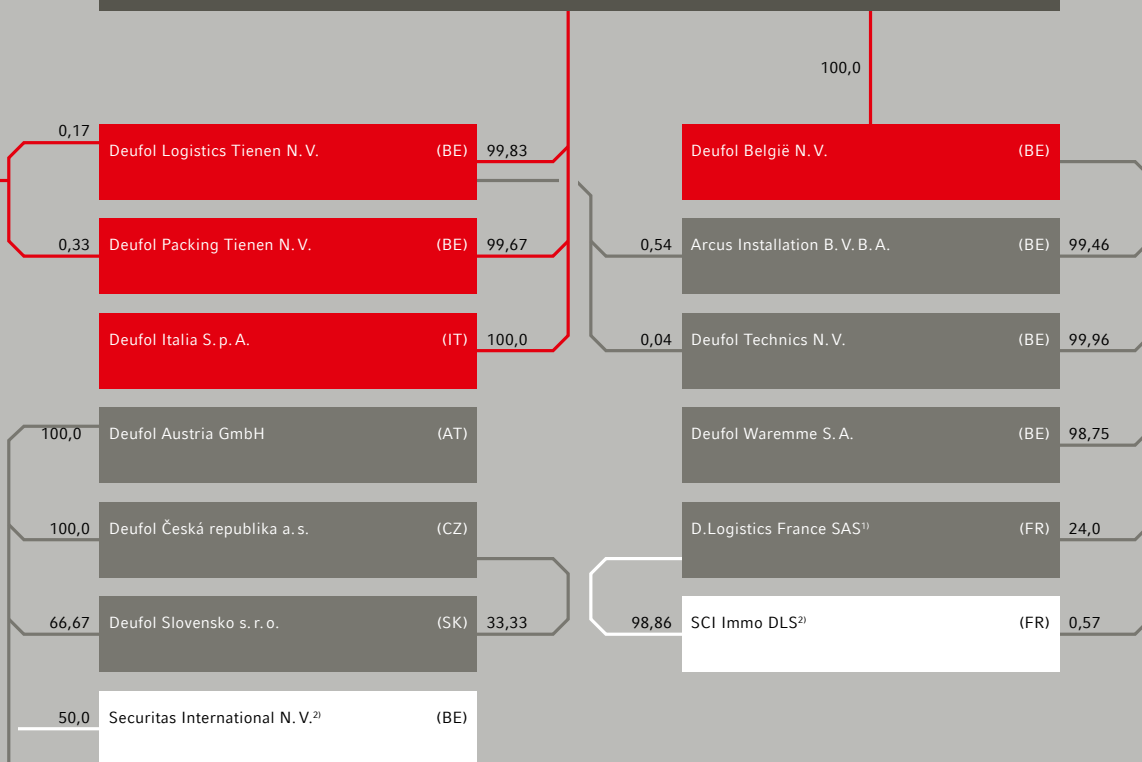 100,0
0,17 Deufol Logistics Tienen N.V. (BE) 99,83
0,33 Deufol Packing Tienen N.V. (BE) 99,67
Deufol Italia S.p.A. (IT) 100,0
100,0 Deufol Austria GmbH (AT)
100,0 Deufol Česká republika a.s. (CZ)
66,67 Deufol Slovensko s.r.o. (SK) 33,33
50,0 Securitas International N.V.²⁾ (BE)
Deufol België N.V. (BE)
0,54 Arcus Installation B.V.B.A. (BE) 99,46
0,04 Deufol Technics N.V. (BE) 99,96
Deufol Waremme S.A. (BE) 98,75
D.Logistics France SAS¹⁾ (FR) 24,0
98,86 SCI Immo DLS²⁾ (FR) 0,57